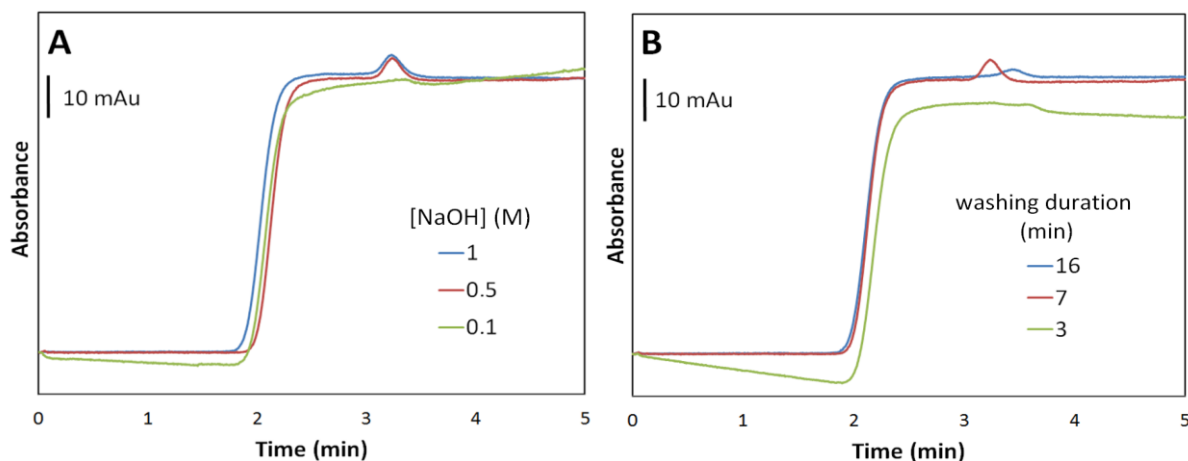 A
10 mAu
[NaOH] (M)
1
0.5
0.1
Absorbance
0 1 2 3 4 5
Time (min)
B
10 mAu
washing duration
(min)
16
7
3
Absorbance
0 1 2 3 4 5
Time (min)